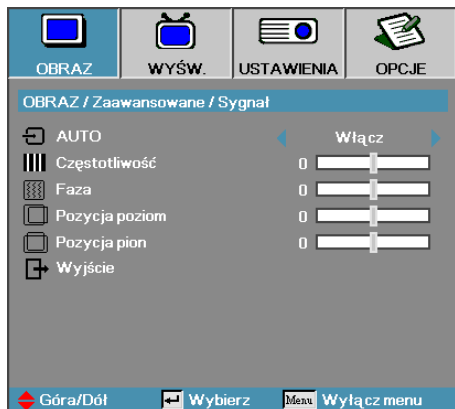 OBRAZ WYŚW. USTAWIENIA OPCJE
OBRAZ / Zaawansowane / Sygnał
AUTO Włącz
Częstotliwość 0
Faza 0
Pozycja poziom 0
Pozycja pion 0
Wyjście
Góra/Dół Wybierz Menu Wyłącz menu